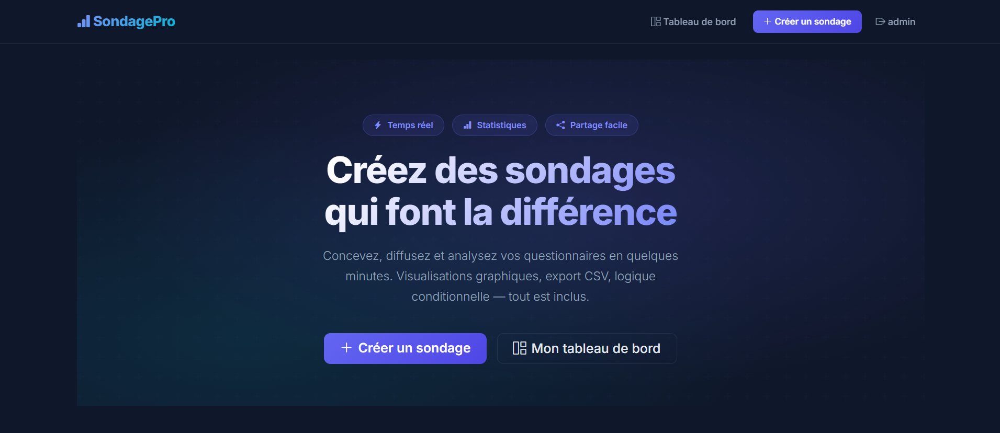 SondagePro
Tableau de bord
+ Créer un sondage
admin
Temps réel
Statistiques
Partage facile
Créez des sondages
qui font la différence
Concevez, diffusez et analysez vos questionnaires en quelques
minutes. Visualisations graphiques, export CSV, logique
conditionnelle — tout est inclus.
+ Créer un sondage
Mon tableau de bord